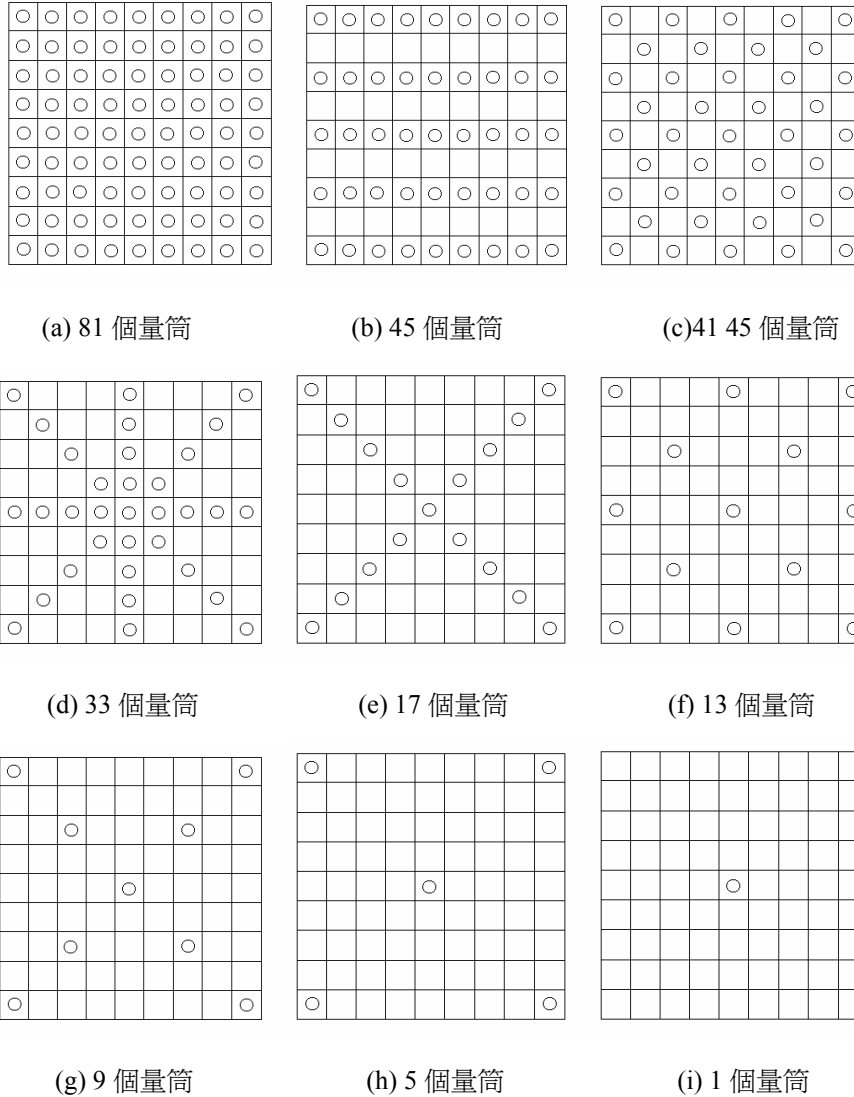 (a) 81 個量筒
(b) 45 個量筒
(c)41 45 個量筒
(d) 33 個量筒
(e) 17 個量筒
(f) 13 個量筒
(g) 9 個量筒
(h) 5 個量筒
(i) 1 個量筒